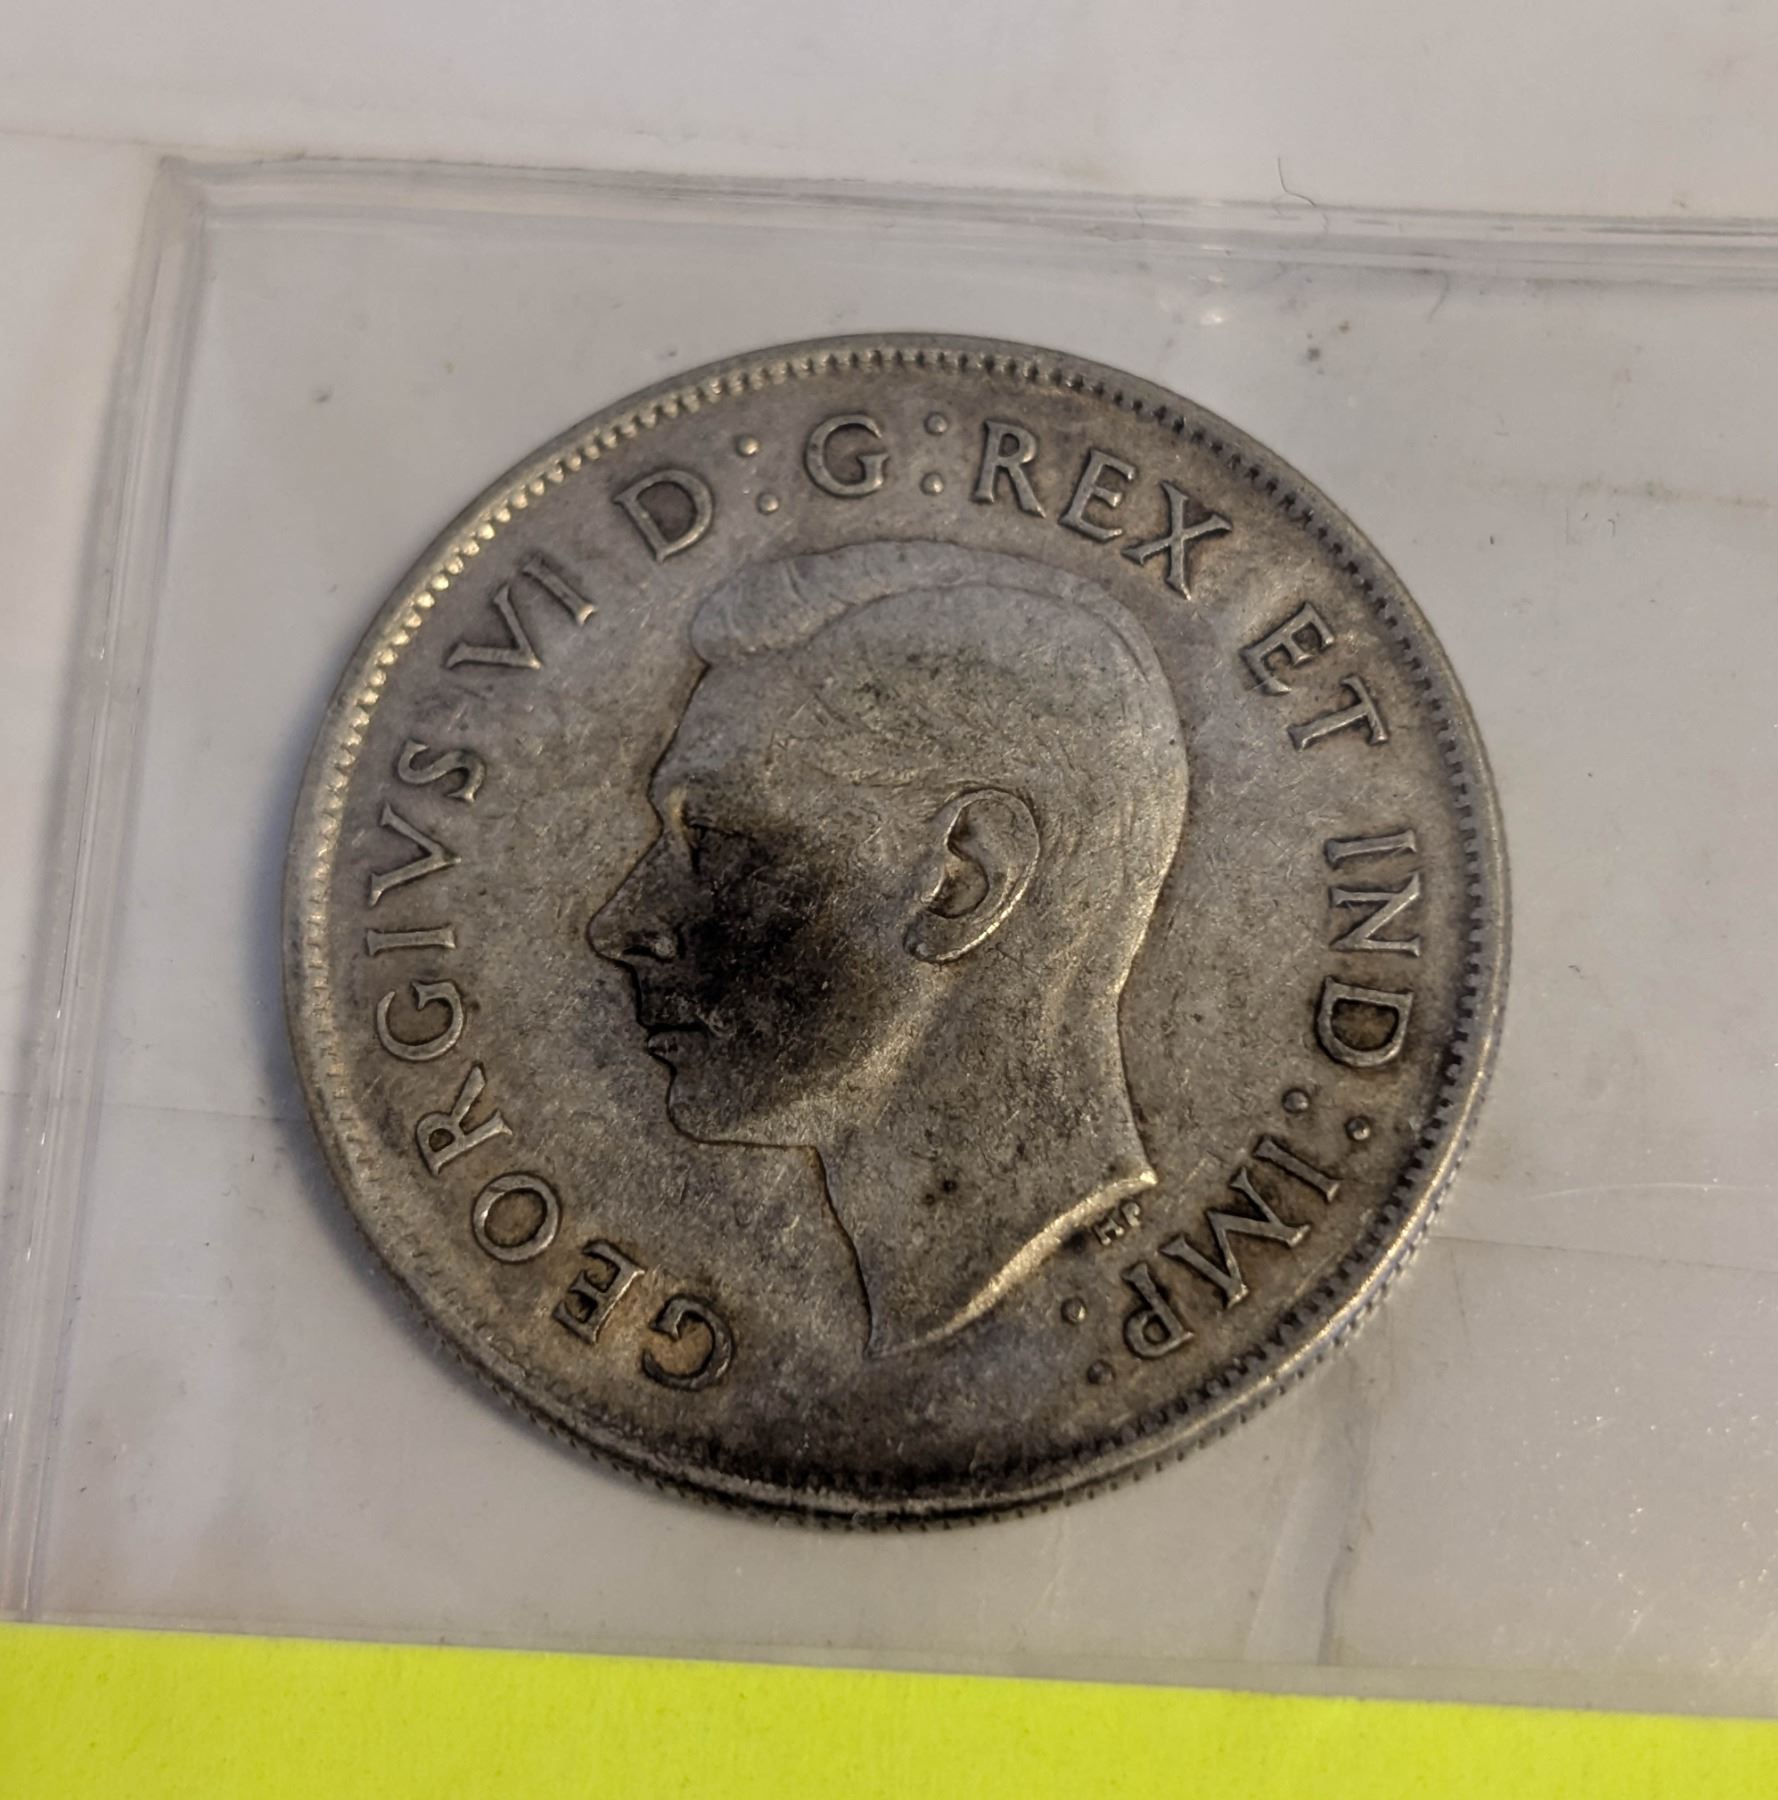 GEORGIVS VI D:G:REX ET IND:IMP:
HP